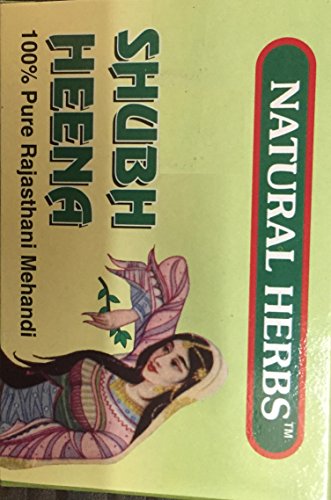 NATURAL HERBS™
SHUBH
HEENA
100% Pure Rajasthani Mehandi